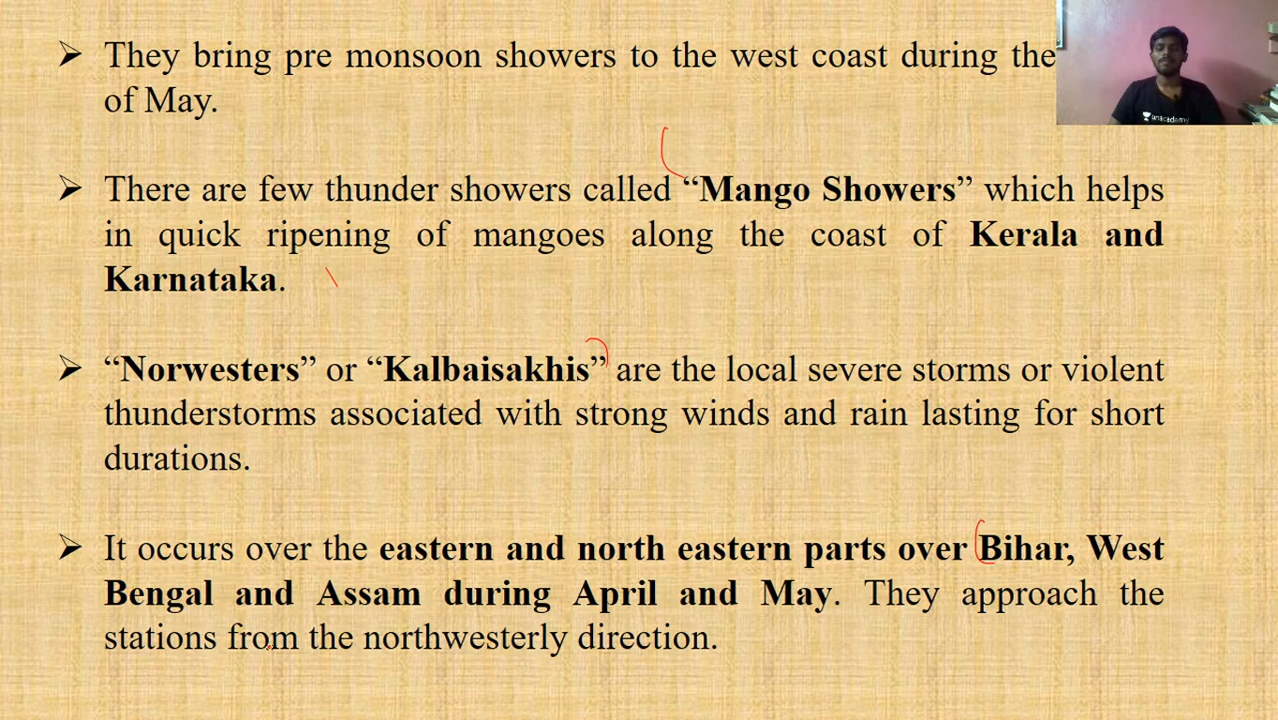 They bring pre monsoon showers to the west coast during the
of May.
There are few thunder showers called “Mango Showers” which helps
in quick ripening of mangoes along the coast of Kerala and
Karnataka.
“Norwesters” or “Kalbaisakhis” are the local severe storms or violent
thunderstorms associated with strong winds and rain lasting for short
durations.
It occurs over the eastern and north eastern parts over Bihar, West
Bengal and Assam during April and May. They approach the
stations from the northwesterly direction.
unacademy